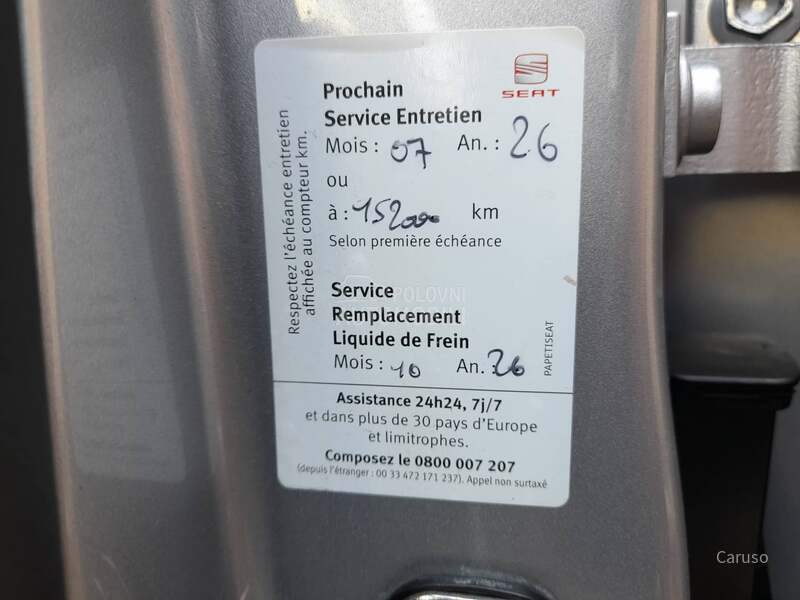 SEAT
Prochain
Service Entretien
Mois : 07 An. : 26
ou
à : 152000 km
Selon première échéance
Respectez l'échéance entretien
affichée au compteur km.
Service
Remplacement
Liquide de Frein
Mois : 10 An. : 26
PAPETISEAT
POLOVNI
Assistance 24h24, 7j/7
et dans plus de 30 pays d'Europe
et limitrophes.
Composez le 0800 007 207
(depuis l'étranger : 00 33 472 171 237). Appel non surtaxé
Caruso